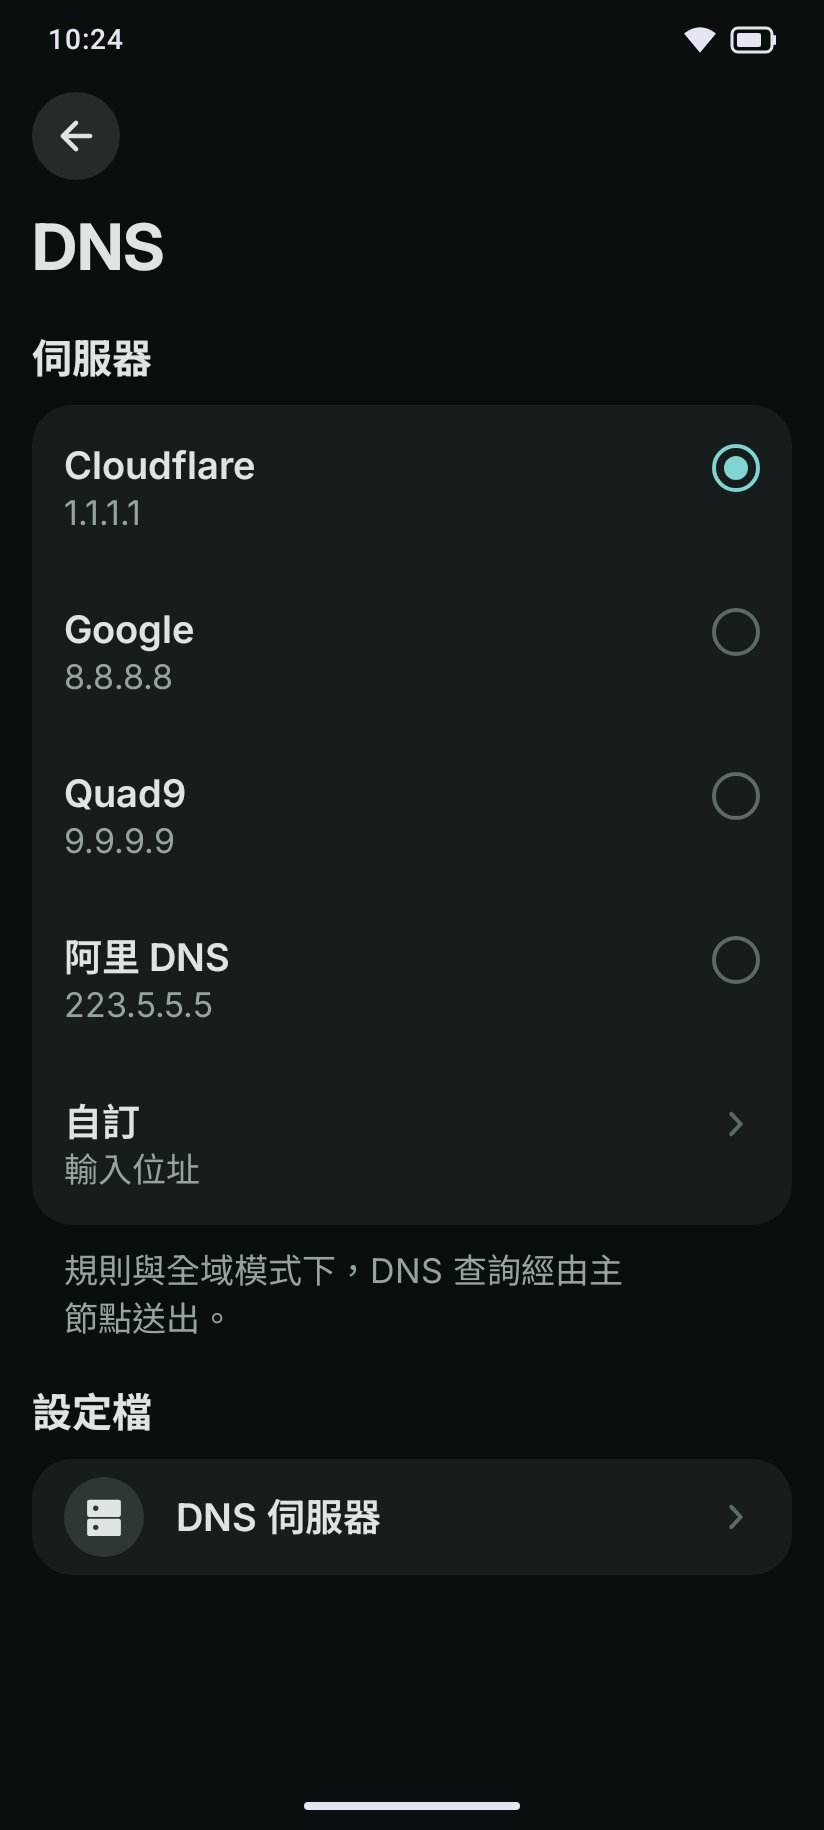 10:24
DNS
伺服器
Cloudflare
1.1.1.1
Google
8.8.8.8
Quad9
9.9.9.9
阿里 DNS
223.5.5.5
自訂
輸入位址
規則與全域模式下，DNS 查詢經由主
節點送出。
設定檔
DNS 伺服器